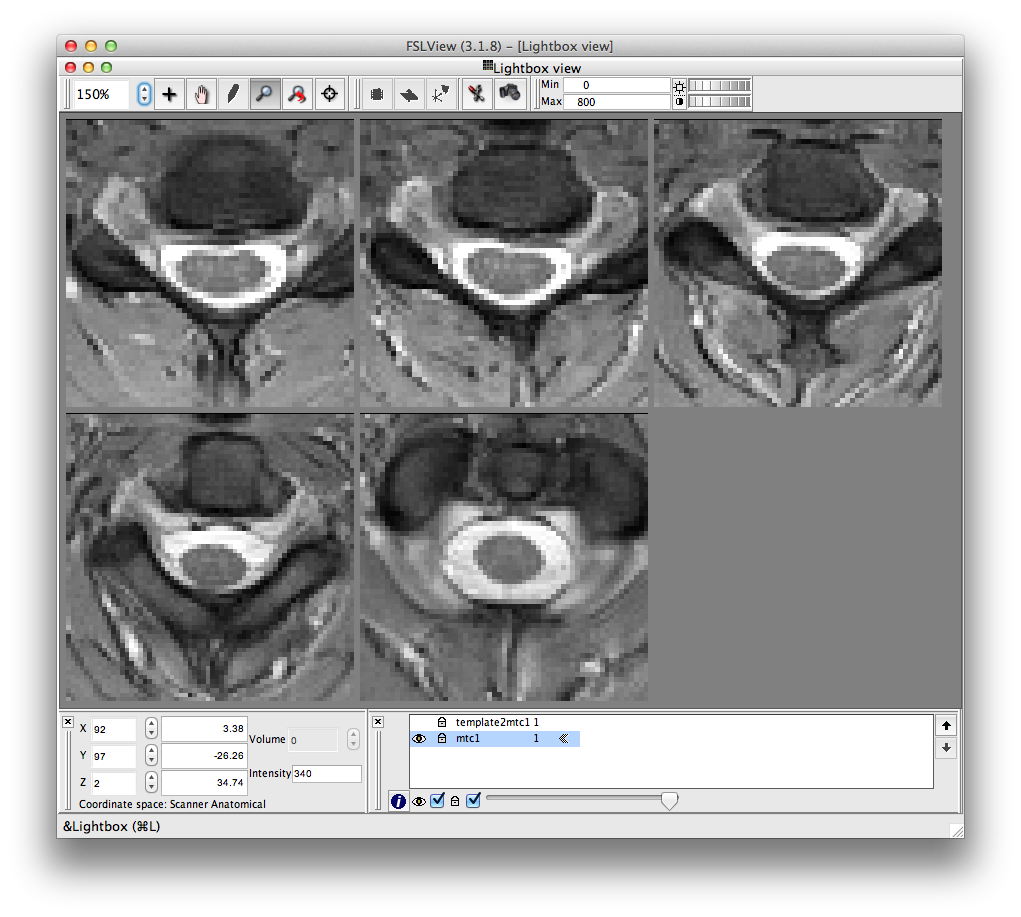 FSLView (3.1.8) – [Lightbox view]
Lightbox view
150%
Min 0
Max 800
X 92 3.38
Y 97 -26.26
Z 2 34.74
Volume 0
Intensity 340
Coordinate space: Scanner Anatomical
template2mtc1 1
mtc1 1
&Lightbox (⌘L)